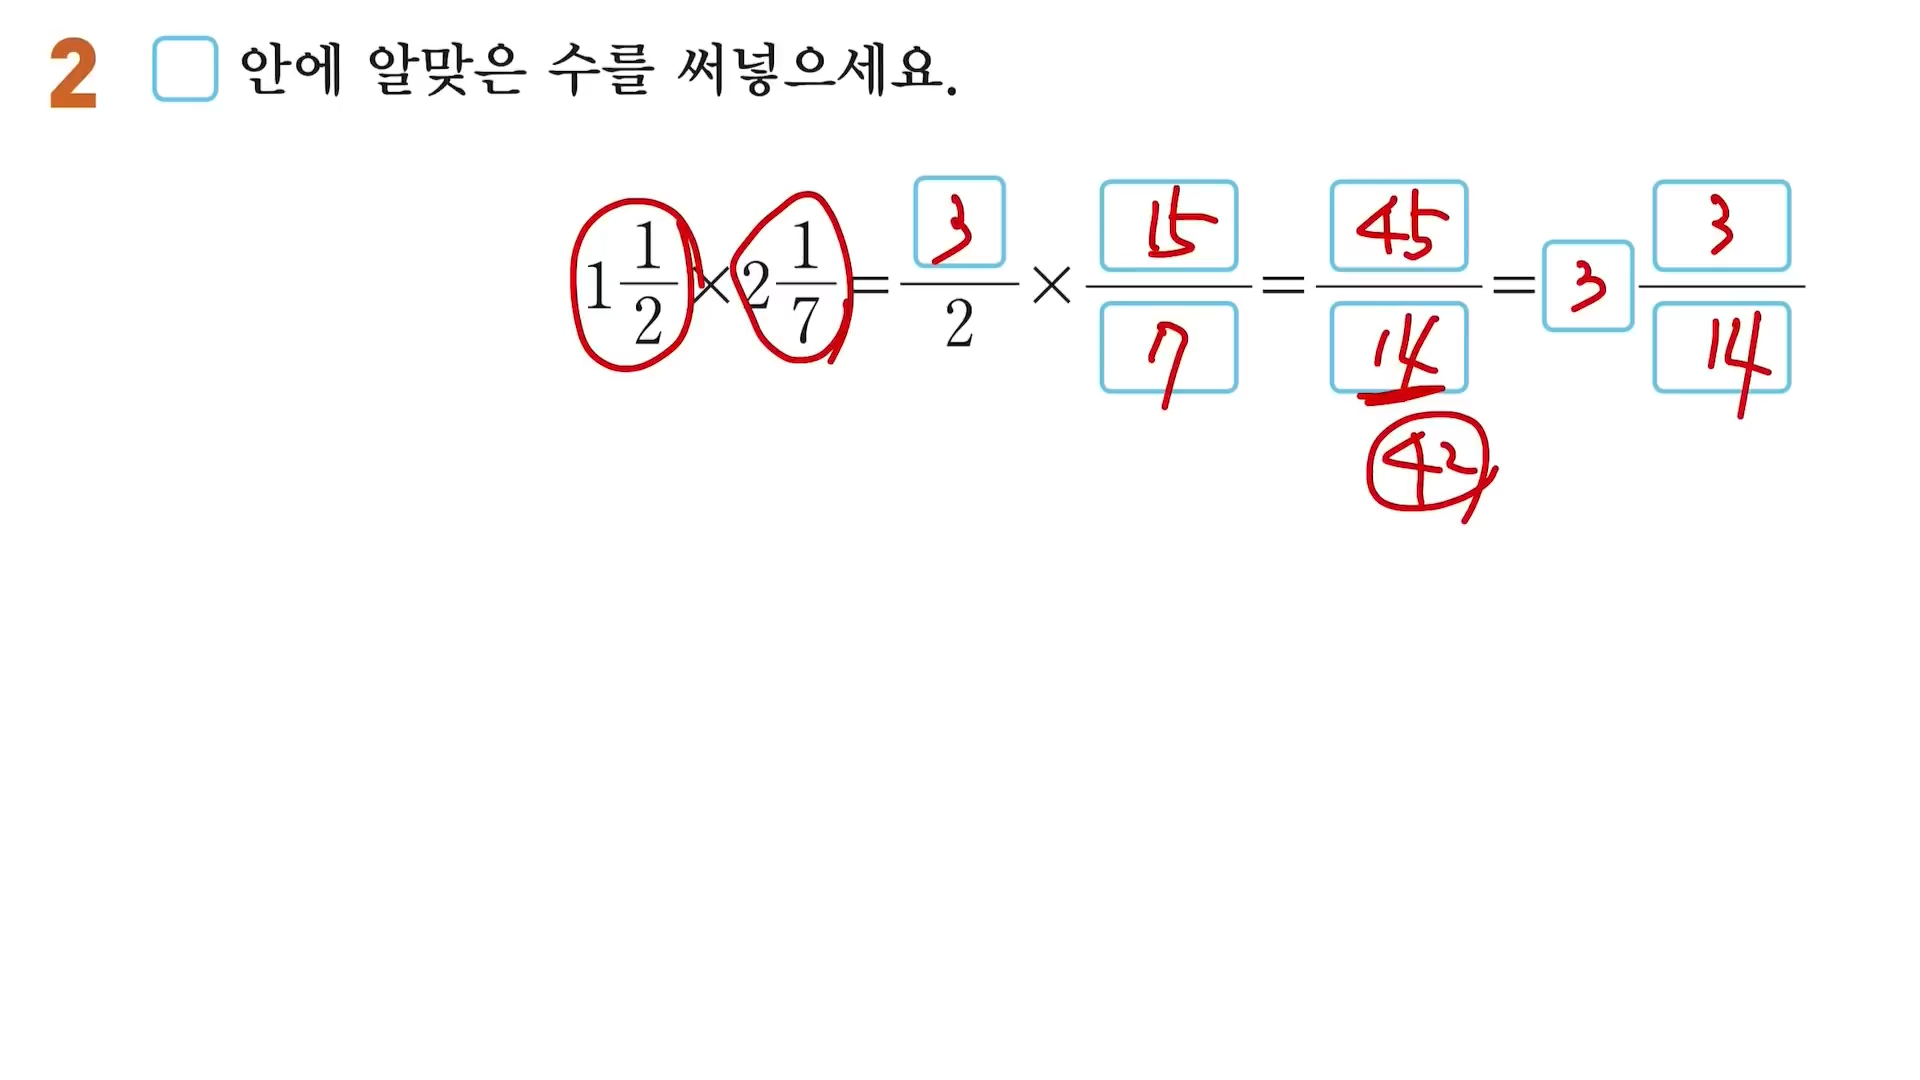 2 □ 안에 알맞은 수를 써넣으세요.
1 1/2 × 2 1/7 = 3/2 × 15/7 = 45/14 = 3 3/14
42